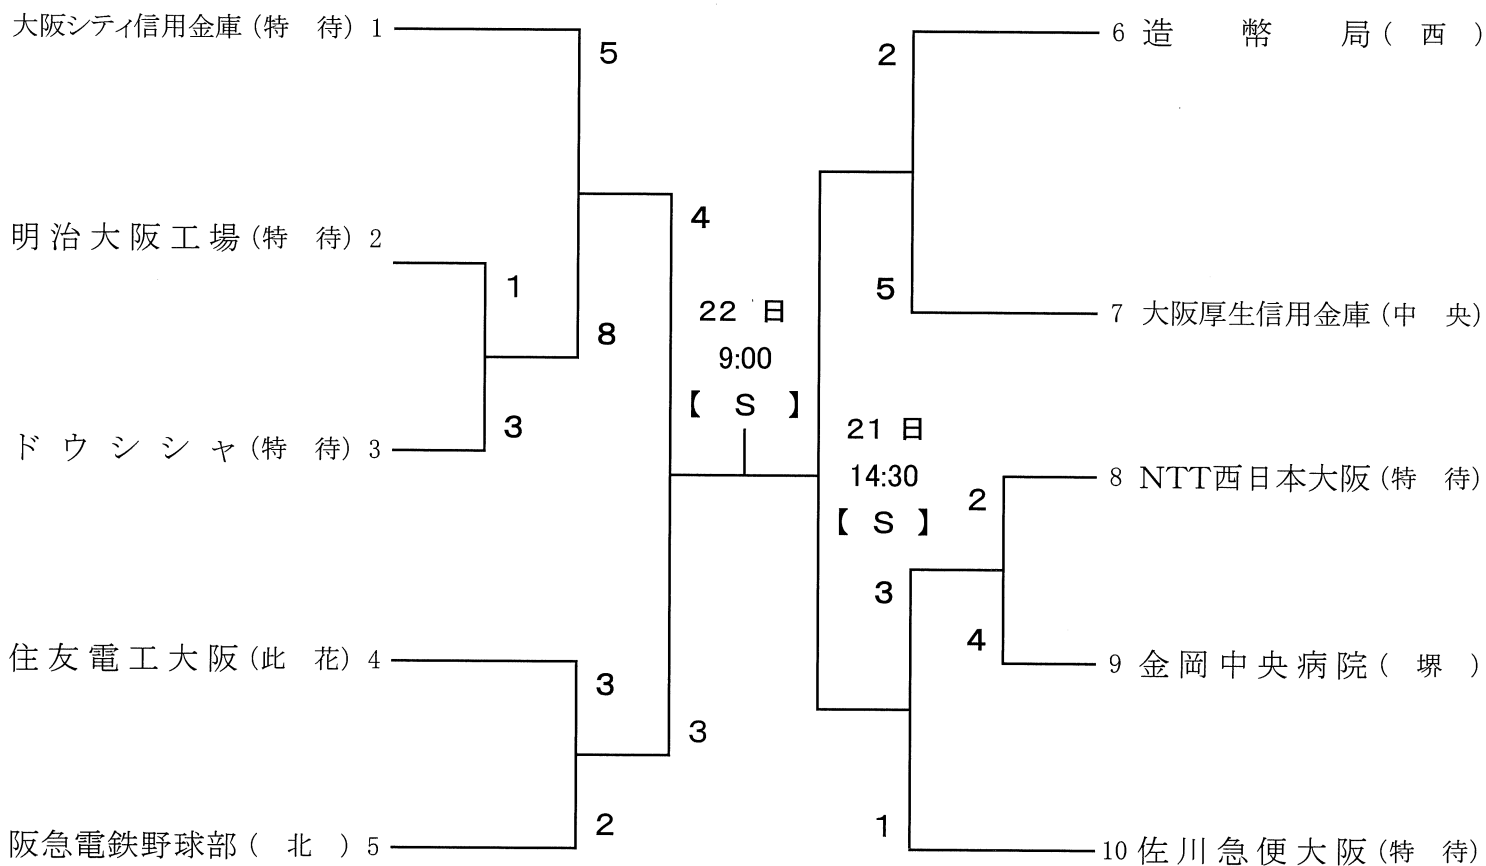 大阪シティ信用金庫(特 待) 1
5
明治大阪工場(特 待) 2
1
8
ドウシシャ(特 待) 3
3
4
住友電工大阪(此 花) 4
3
阪急電鉄野球部( 北 ) 5
2
3
22 日
9:00
【 S 】
21 日
14:30
【 S 】
6 造 幣 局( 西 )
2
7 大阪厚生信用金庫(中 央)
5
8 NTT西日本大阪(特 待)
2
9 金岡中央病院( 堺 )
4
3
10 佐川急便大阪(特 待)
1